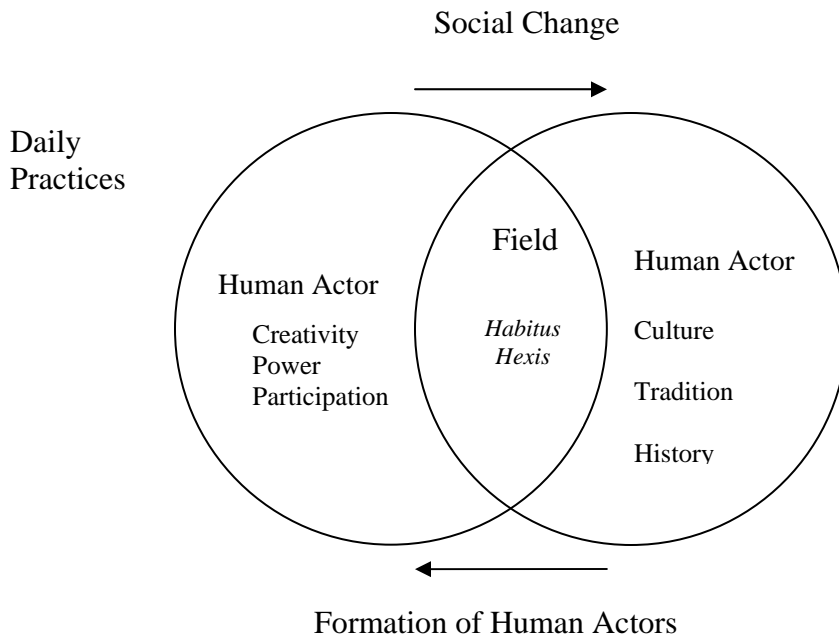 Social Change
Daily
Practices
Field
Human Actor
Human Actor
Creativity
Power
Participation
Habitus
Hexis
Culture
Tradition
History
Formation of Human Actors